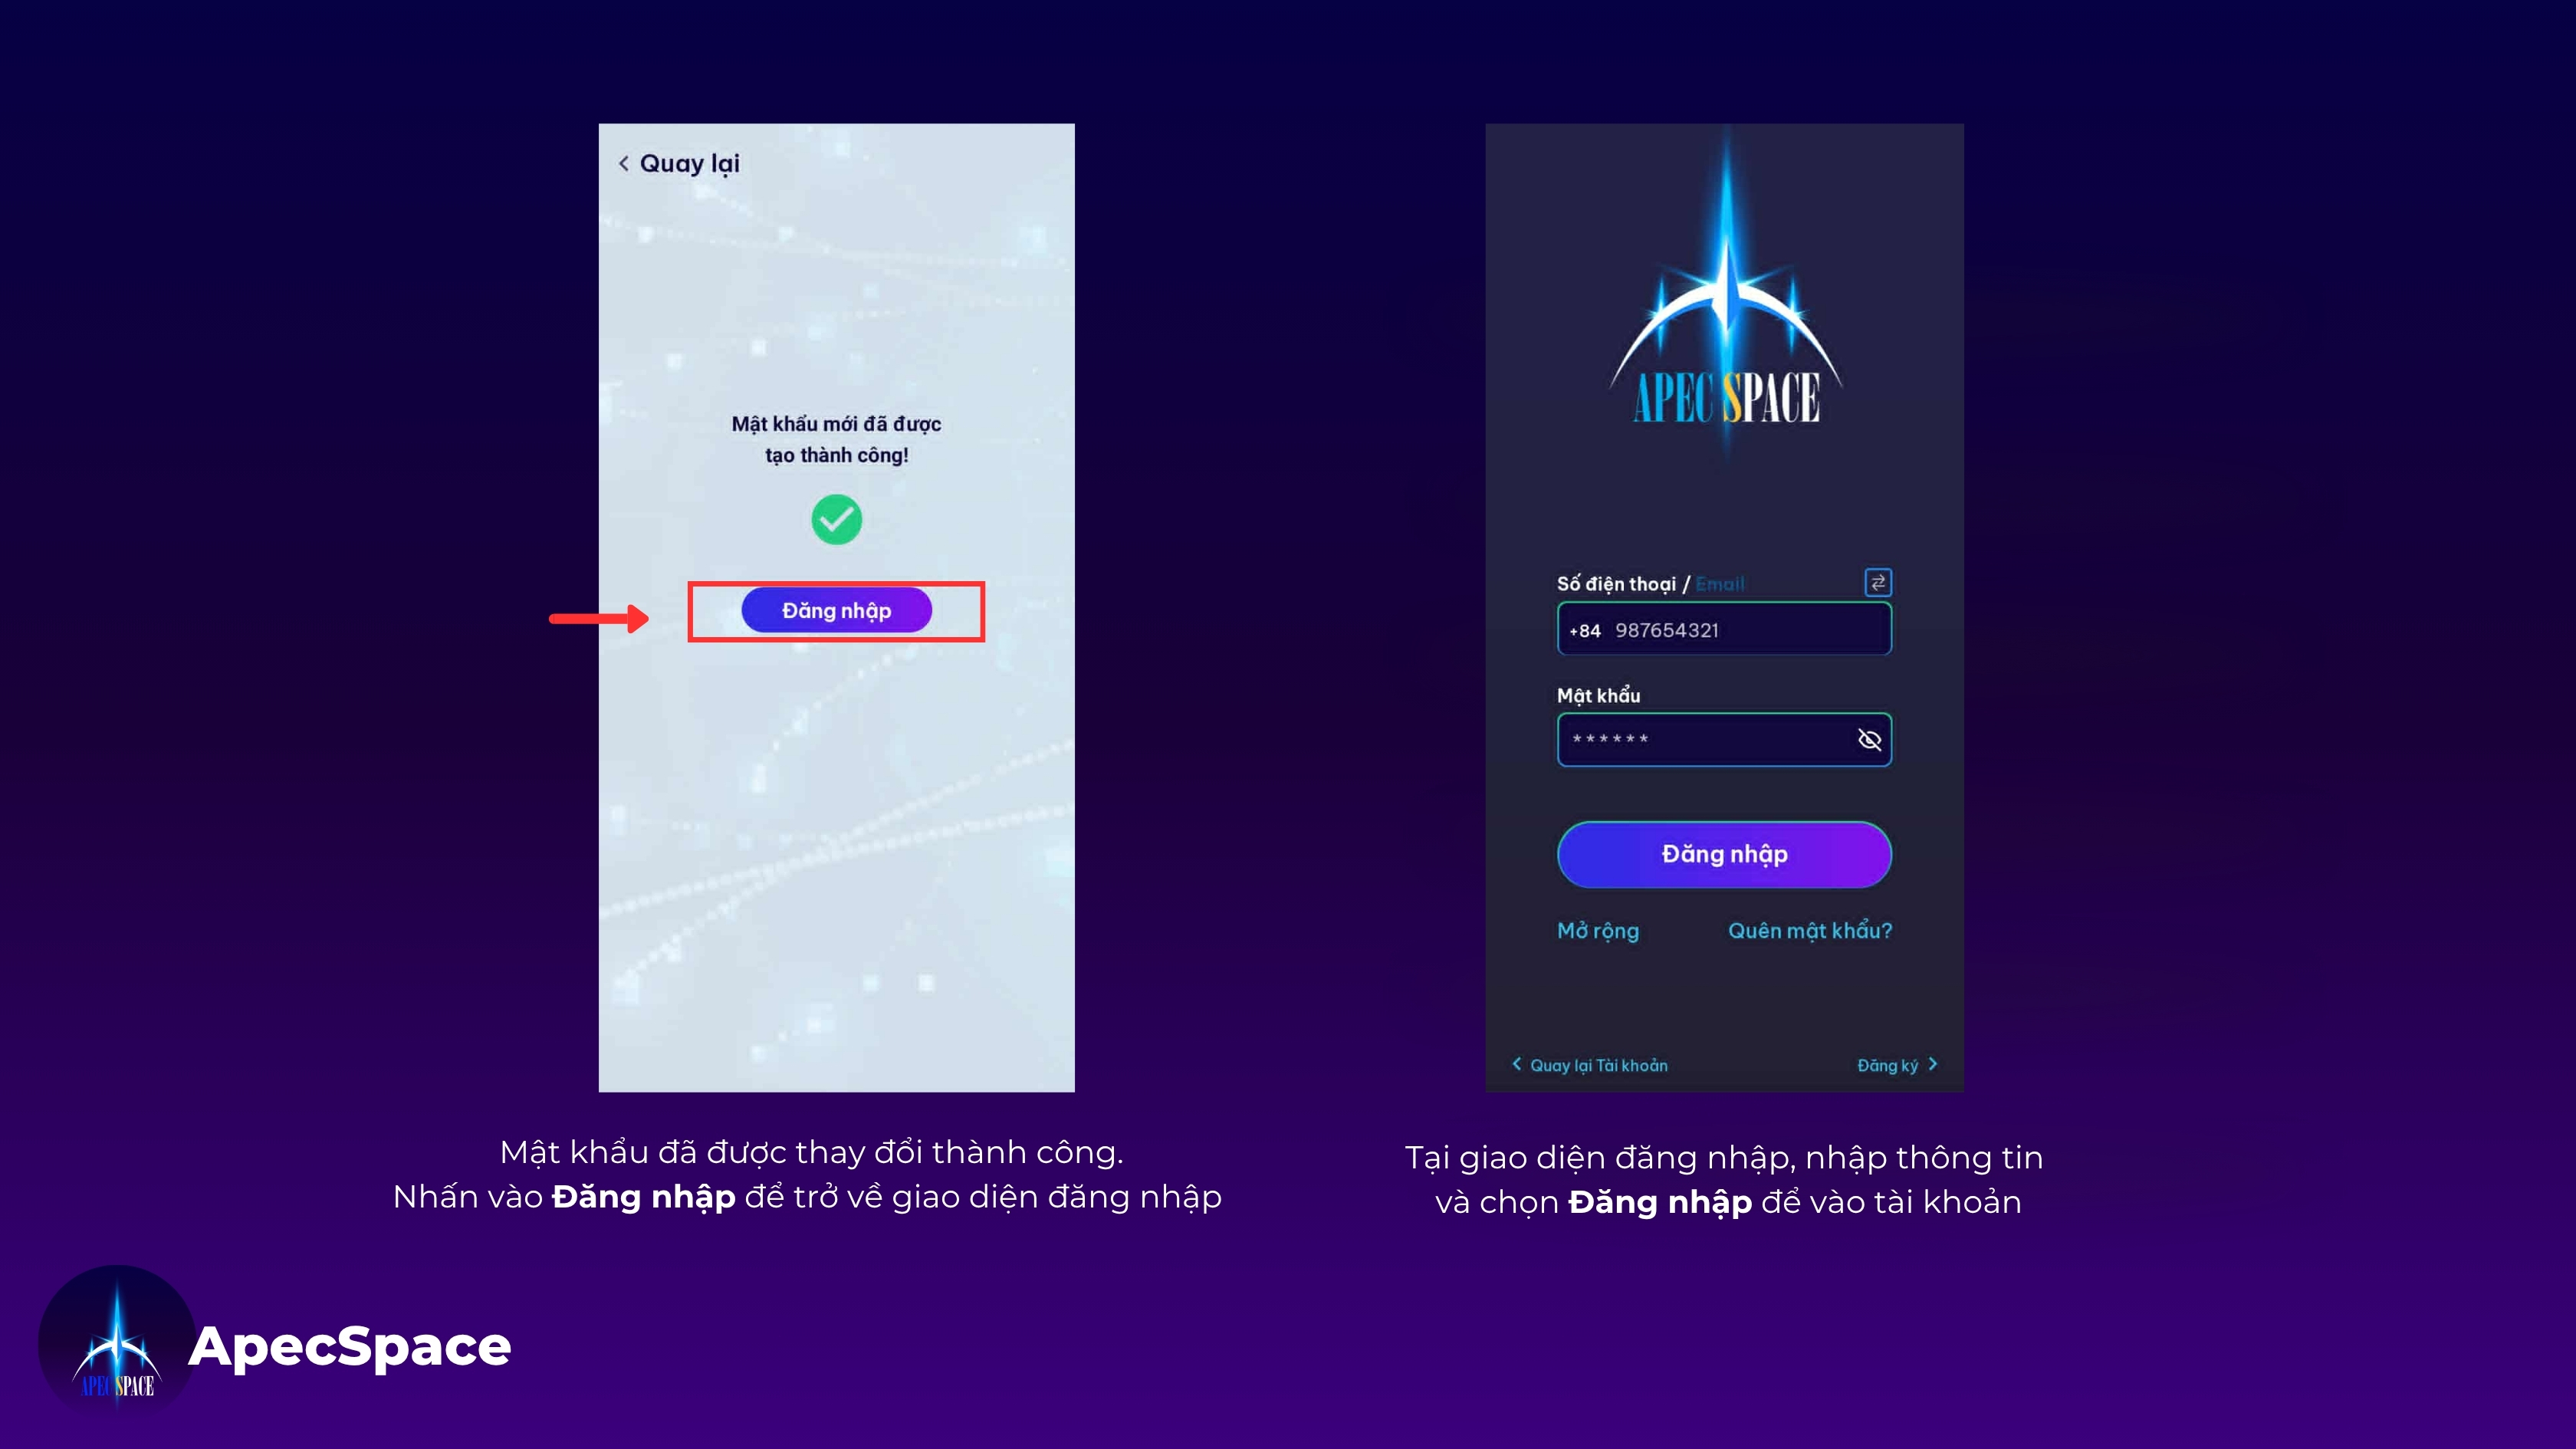 Quay lại
Mật khẩu mới đã được
tạo thành công!
Đăng nhập
Mật khẩu đã được thay đổi thành công.
Nhấn vào Đăng nhập để trở về giao diện đăng nhập
APEC SPACE
Số điện thoại / Email
+84 987654321
Mật khẩu
******
Đăng nhập
Mở rộng
Quên mật khẩu?
Quay lại Tài khoản
Đăng ký
Tại giao diện đăng nhập, nhập thông tin
và chọn Đăng nhập để vào tài khoản
APEC SPACE
ApecSpace